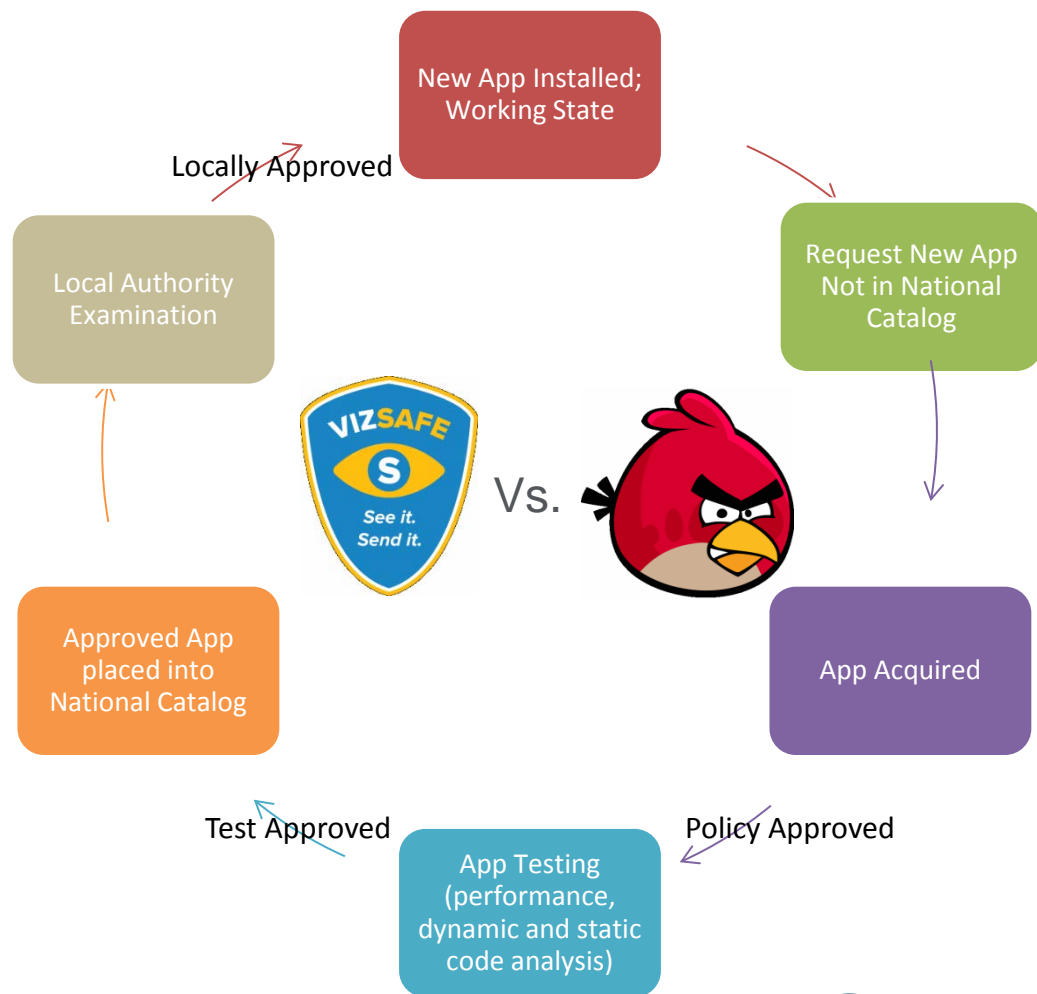 New App Installed;
Working State
Locally Approved
Local Authority
Examination
Request New App
Not in National
Catalog
VIZSAFE
S
See it.
Send it.
Vs.
Approved App
placed into
National Catalog
App Acquired
Test Approved
Policy Approved
App Testing
(performance,
dynamic and static
code analysis)